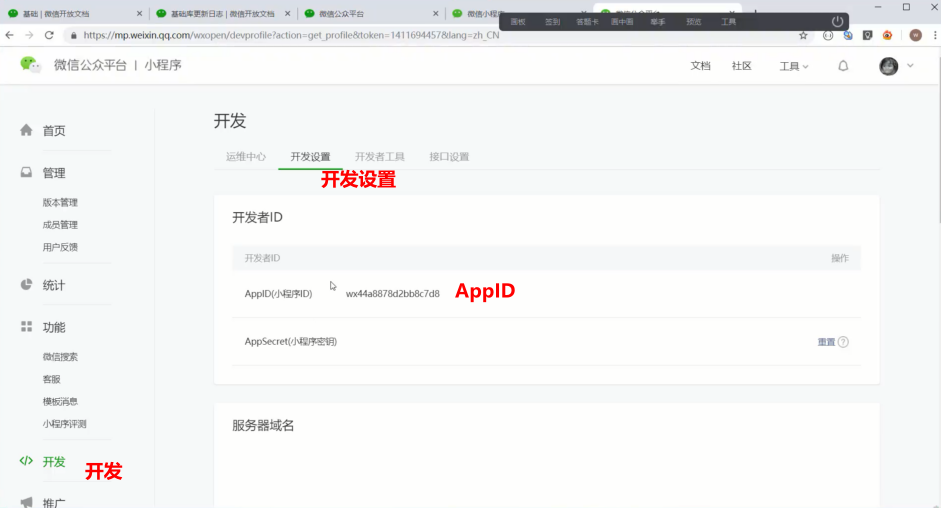 基础 | 微信开放文档
基础库更新日志 | 微信开放文档
微信公众平台
微信小程
画板 签到 答题卡 画中画 举手 预览 工具
https://mp.weixin.qq.com/wxopen/devprofile?action=get_profile&token=1411694457&lang=zh_CN
微信公众平台 | 小程序
文档 社区 工具
首页
管理
版本管理
成员管理
用户反馈
统计
功能
微信搜索
客服
模板消息
小程序评测
开发
开发
推广
开发
运维中心 开发设置 开发者工具 接口设置
开发设置
开发者ID
开发者ID 操作
AppID(小程序ID) wx44a8878d2bb8c7d8 AppID
AppSecret(小程序密钥) 重置 ?
服务器域名